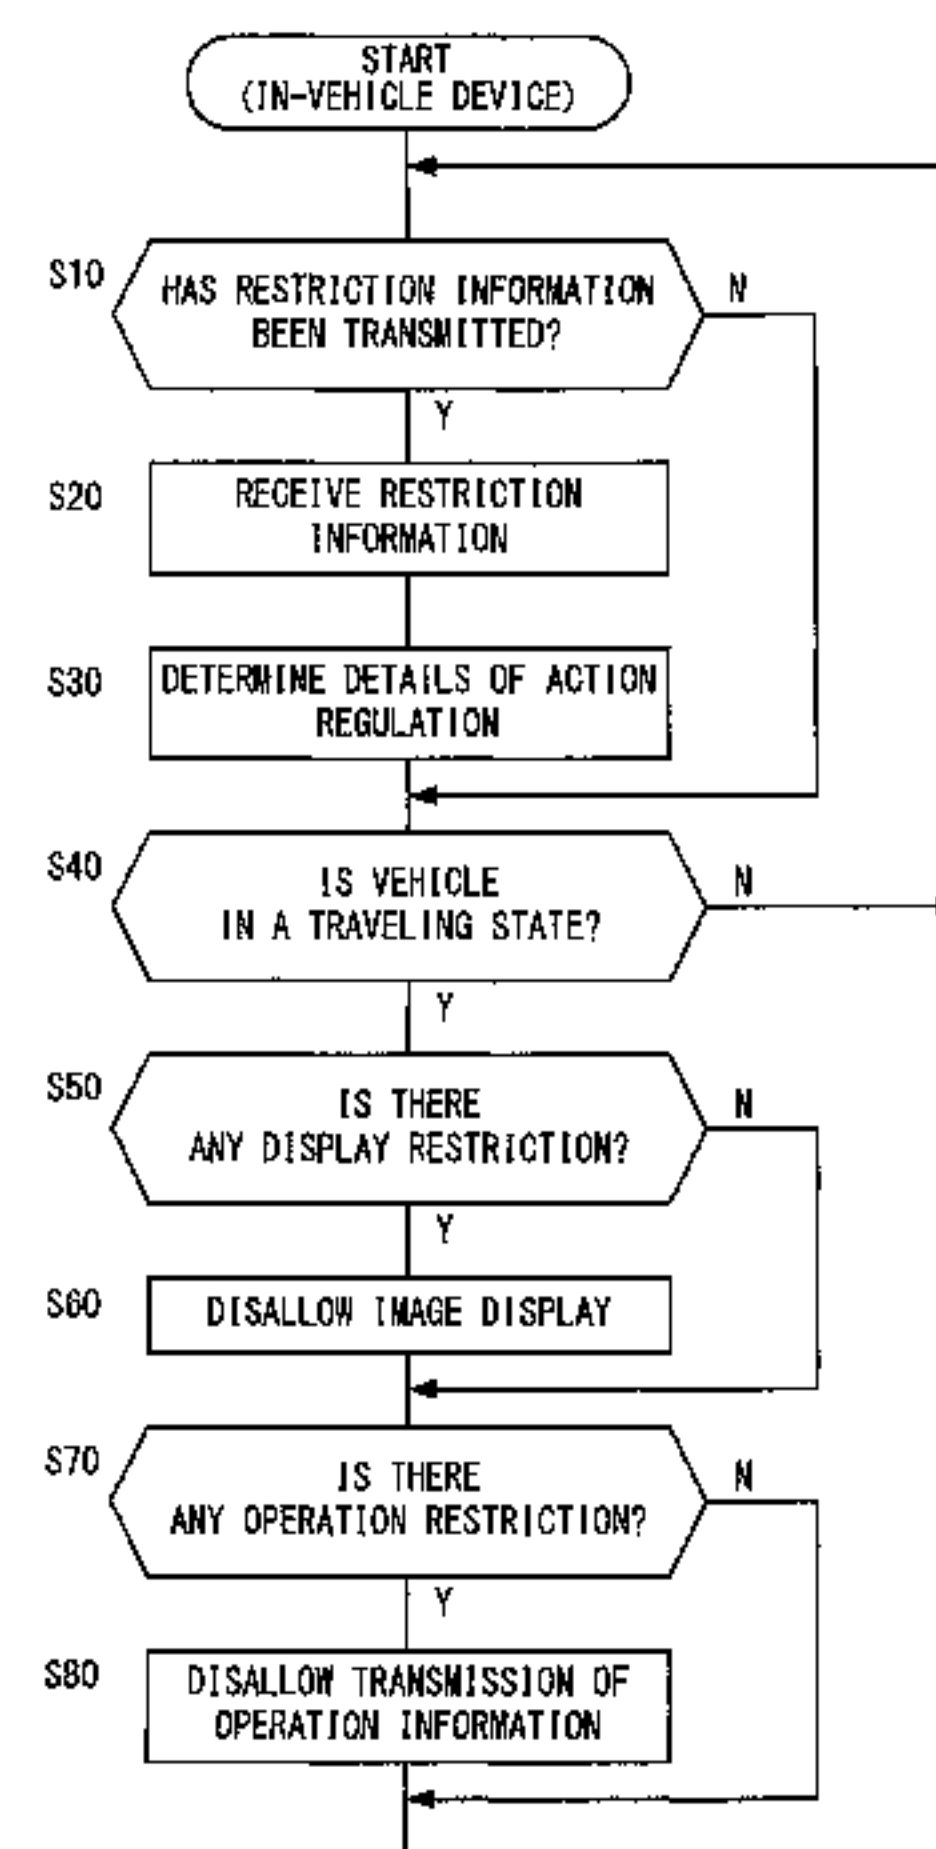 START
(IN-VEHICLE DEVICE)
S10
HAS RESTRICTION INFORMATION
BEEN TRANSMITTED?
N
Y
S20
RECEIVE RESTRICTION
INFORMATION
S30
DETERMINE DETAILS OF ACTION
REGULATION
S40
IS VEHICLE
IN A TRAVELING STATE?
N
Y
S50
IS THERE
ANY DISPLAY RESTRICTION?
N
Y
S60
DISALLOW IMAGE DISPLAY
S70
IS THERE
ANY OPERATION RESTRICTION?
N
Y
S80
DISALLOW TRANSMISSION OF
OPERATION INFORMATION